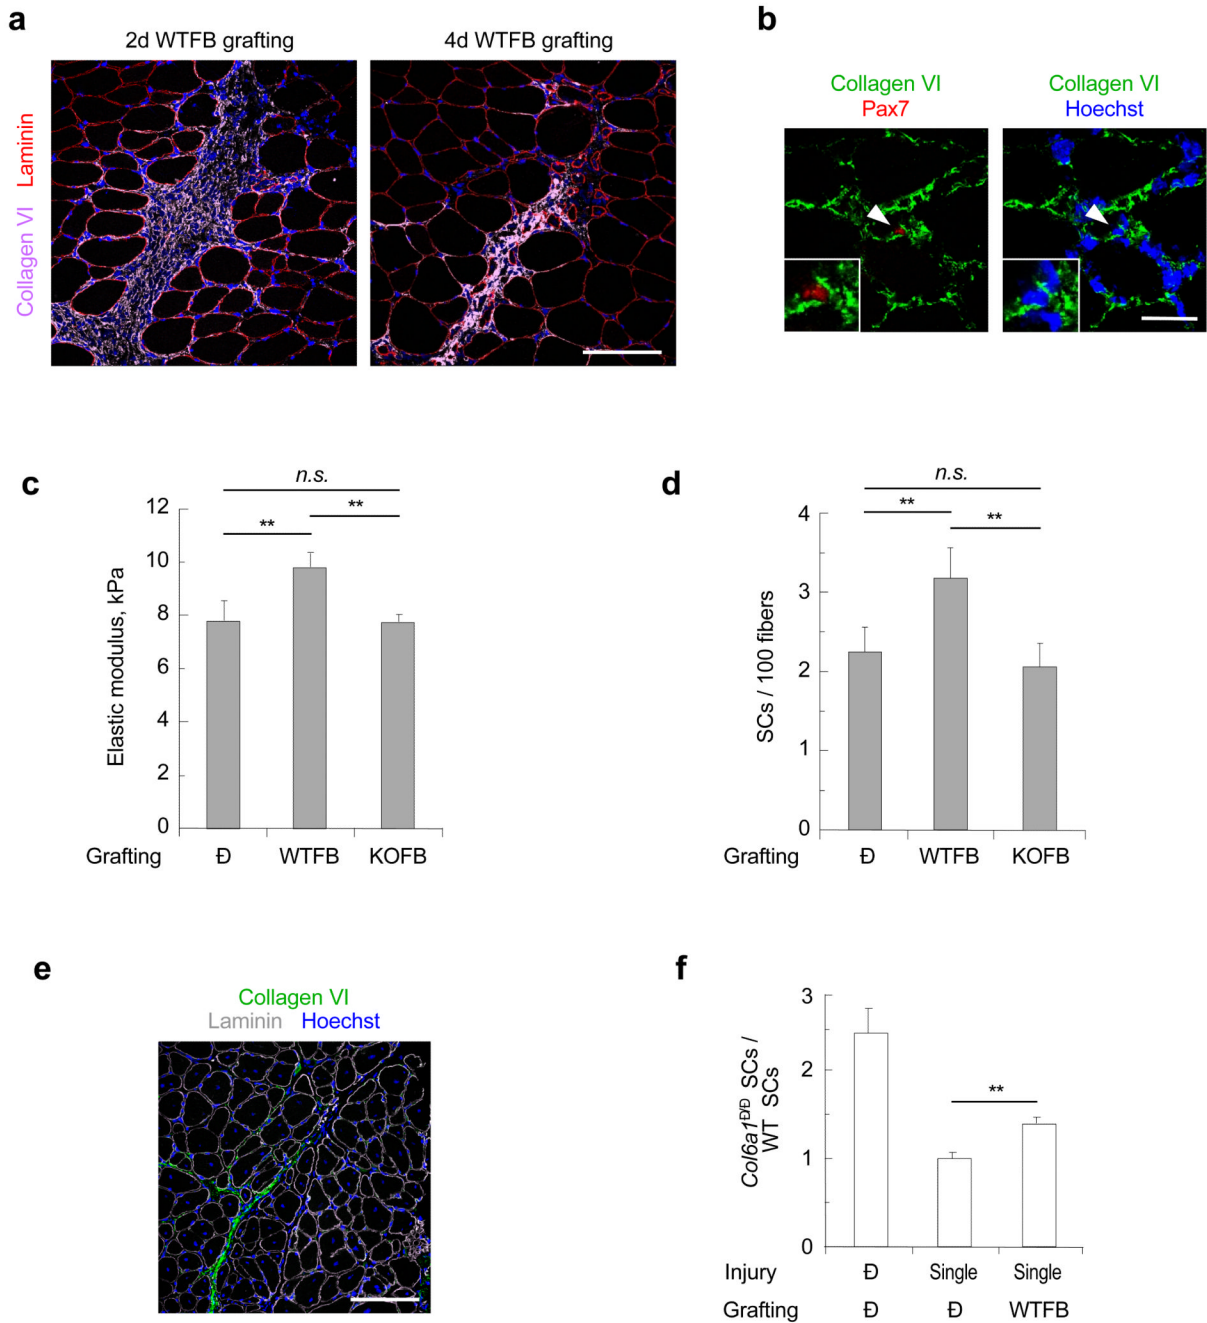 a
2d WTFB grafting
4d WTFB grafting
Collagen VI Laminin
b
Collagen VI
Pax7
Collagen VI
Hoechst
c
n.s.
**
**
12
10
8
6
4
2
0
Elastic modulus, kPa
Grafting Đ WTFB KOFB
d
n.s.
**
**
4
3
2
1
0
SCs / 100 fibers
Grafting Đ WTFB KOFB
e
Collagen VI
Laminin Hoechst
f
3
2
1
0
**
Col6a1ĐĐ SCs /
WT SCs
Injury Đ Single Single
Grafting Đ Đ WTFB